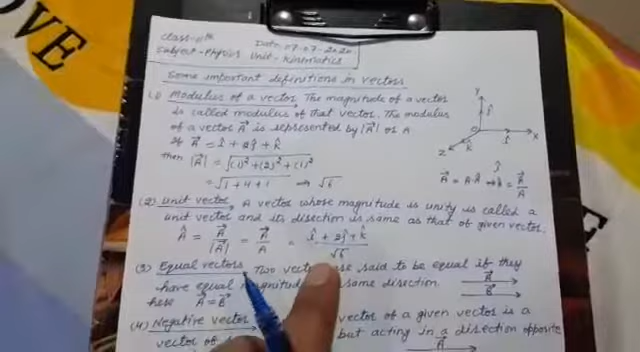 OVE
class-11th
Date-07-07-2020
Subject-Physics Unit-Kinematics
Some important definitions in vectors
(1) Modulus of a vector The magnitude of a vector
is called modulus of that vector. The modulus
of a vector A⃗ is represented by |A⃗| or A
If A⃗ = î + 2ĵ + k̂
then |A⃗| = √(1)² + (2)² + (1)²
= √1+4+1 ⇒ √6
Y
ĵ
O
î
X
k̂
Z
A⃗ = A·Â ⇒ Â = A⃗/A
(2) Unit vector A vector whose magnitude is unity is called a
unit vector and its direction is same as that of given vector.
 = A⃗/|A⃗| = A⃗/A = î + 2ĵ + k̂/√6
(3) Equal vectors Two vectors are said to be equal if they
have equal magnitude same direction
here A⃗ = B⃗
A⃗
B⃗
(4) Negative vector vector of a given vector is a
vector of but acting in a direction opposite
A⃗